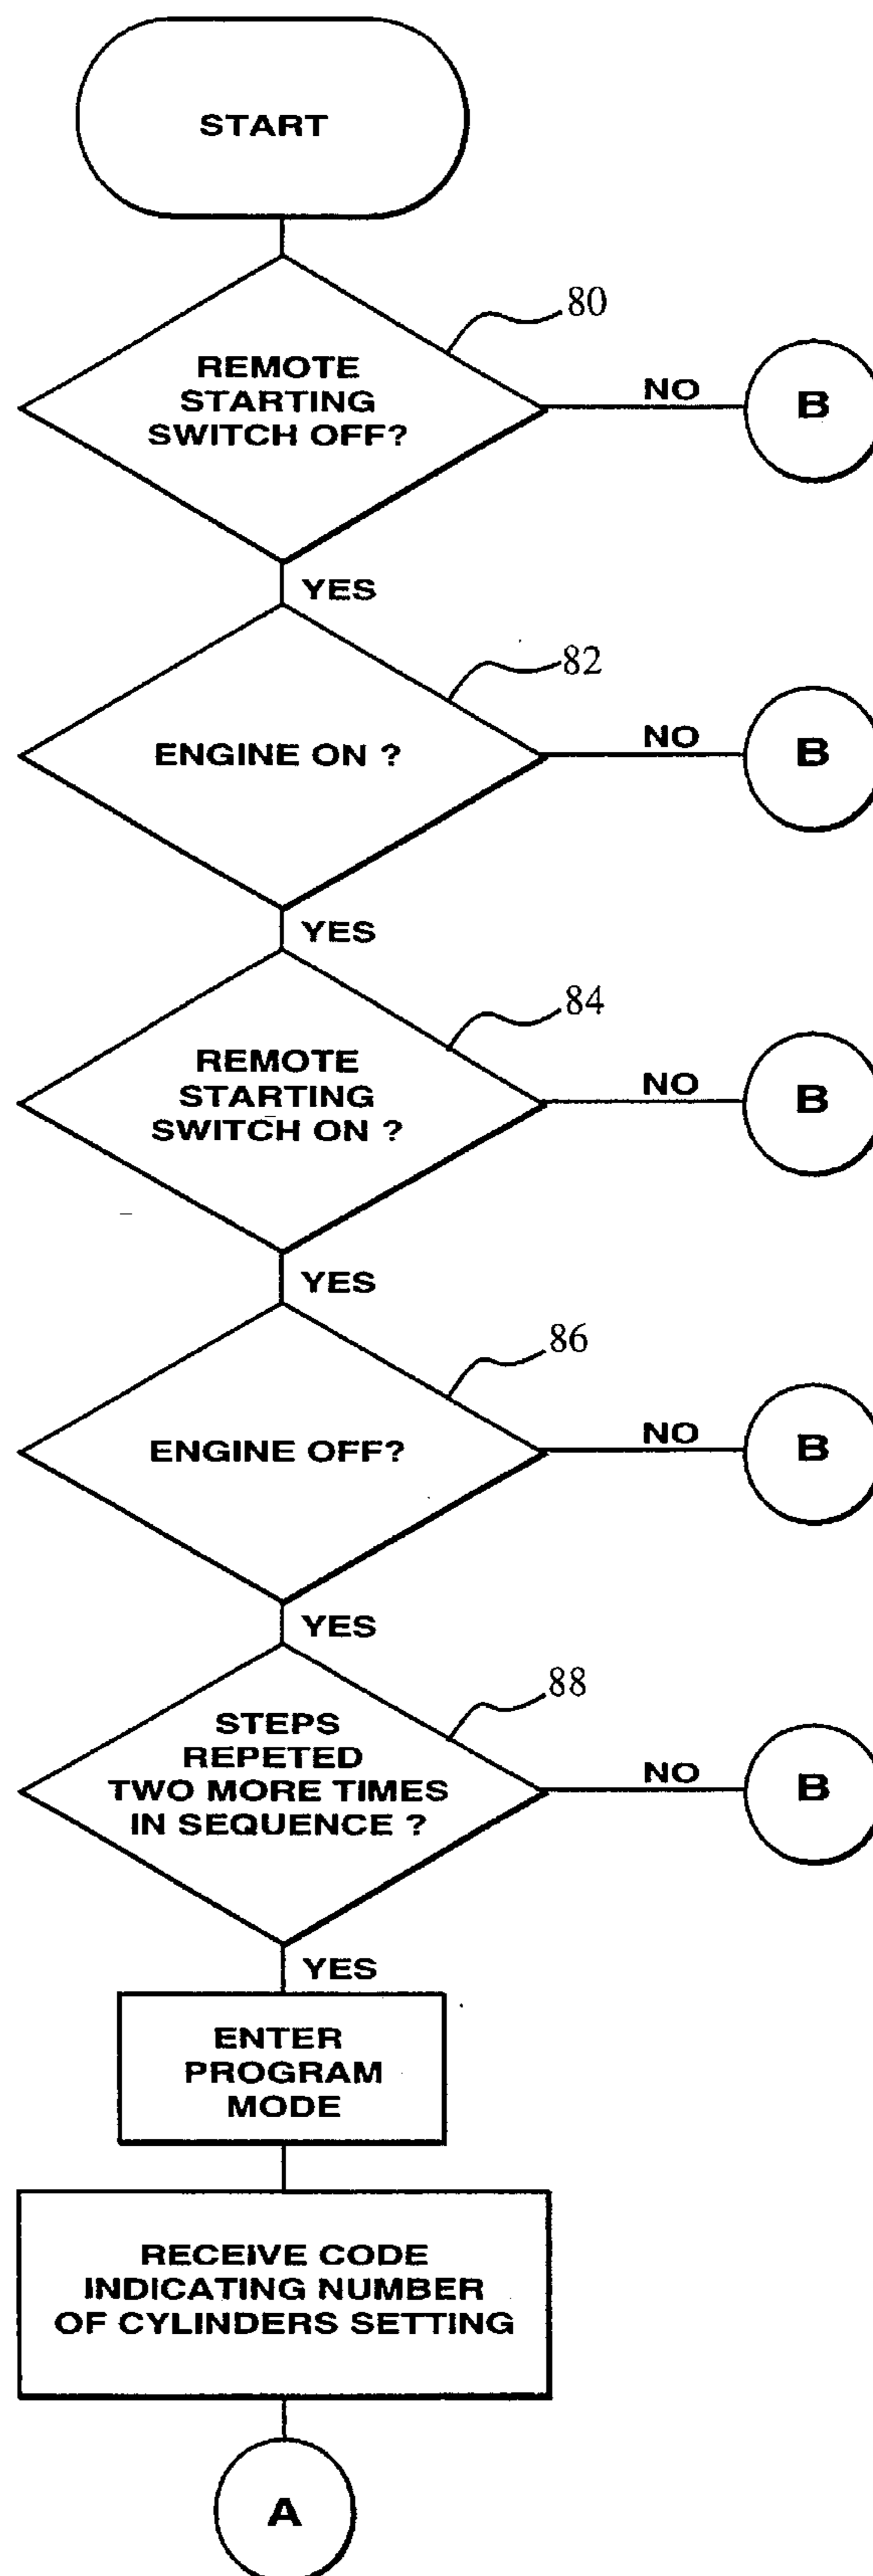 START
80
REMOTE
STARTING
SWITCH OFF?
NO
B
YES
82
ENGINE ON ?
NO
B
YES
84
REMOTE
STARTING
SWITCH ON ?
NO
B
YES
86
ENGINE OFF?
NO
B
YES
88
STEPS
REPETED
TWO MORE TIMES
IN SEQUENCE ?
NO
B
YES
ENTER
PROGRAM
MODE
RECEIVE CODE
INDICATING NUMBER
OF CYLINDERS SETTING
A